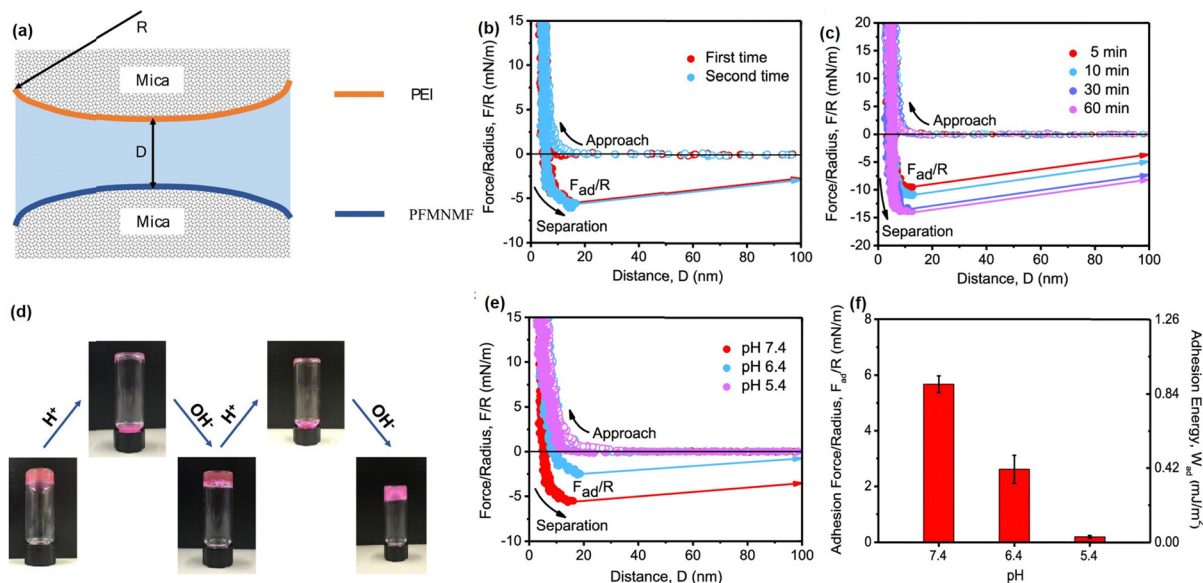 (a)
R
Mica
D
Mica
PEI
PFMNMF
(b)
Force/Radius, F/R (mN/m)
15
10
5
0
-5
-10
First time
Second time
Approach
Fad/R
Separation
0 20 40 60 80 100
Distance, D (nm)
(c)
Force/Radius, F/R (mN/m)
20
15
10
5
0
-5
-10
-15
-20
5 min
10 min
30 min
60 min
Approach
Fad/R
Separation
0 20 40 60 80 100
Distance, D (nm)
(d)
H+
OH-
H+
OH-
(e)
Force/Radius, F/R (mN/m)
15
10
5
0
-5
-10
pH 7.4
pH 6.4
pH 5.4
Approach
Fad/R
Separation
0 20 40 60 80 100
Distance, D (nm)
(f)
Adhesion Force/Radius, Fad/R (mN/m)
8
6
4
2
0
7.4 6.4 5.4
pH
1.26
0.84
0.42
0.00
Adhesion Energy, Wad (mJ/m²)